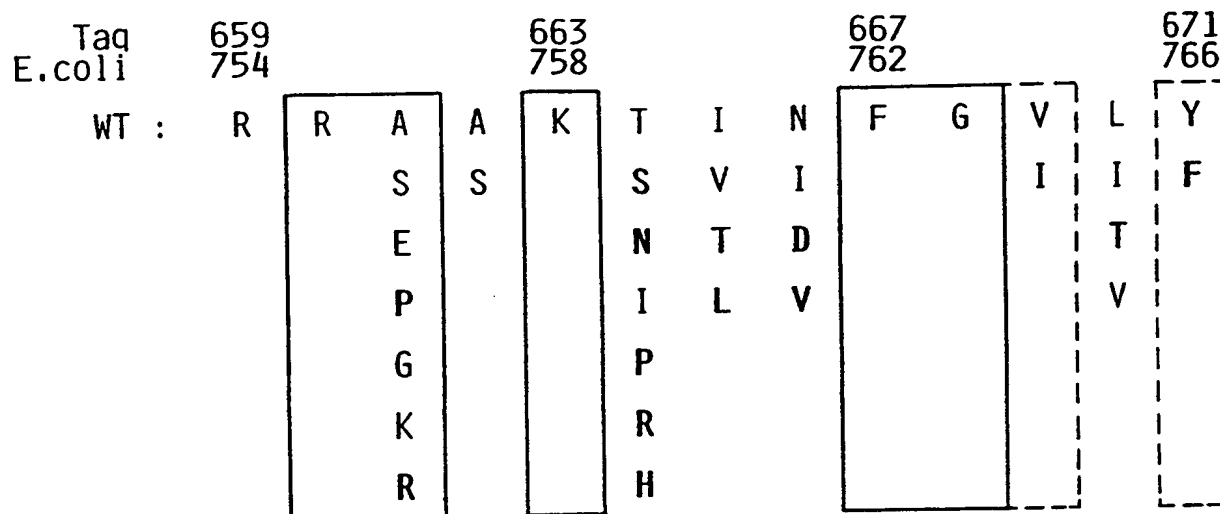 Taq 659 663 667 671
E.coli 754 758 762 766
WT : R R A A K T I N F G V L Y
S S S V I I I F
E N T D T
P I L V V
G P
K R
R H